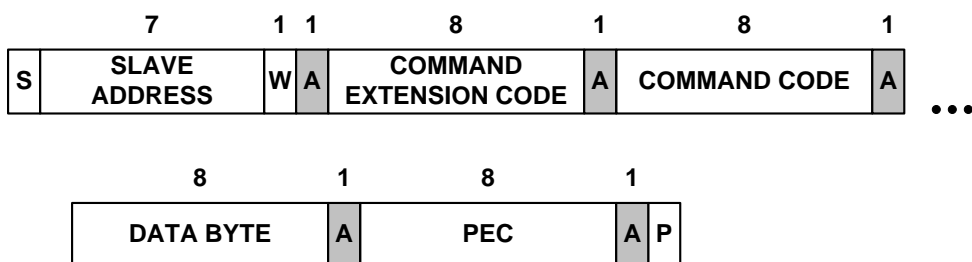 7 1 1 8 1 8 1
S SLAVE ADDRESS W A COMMAND EXTENSION CODE A COMMAND CODE A
•••
8 1 8 1
DATA BYTE A PEC A P